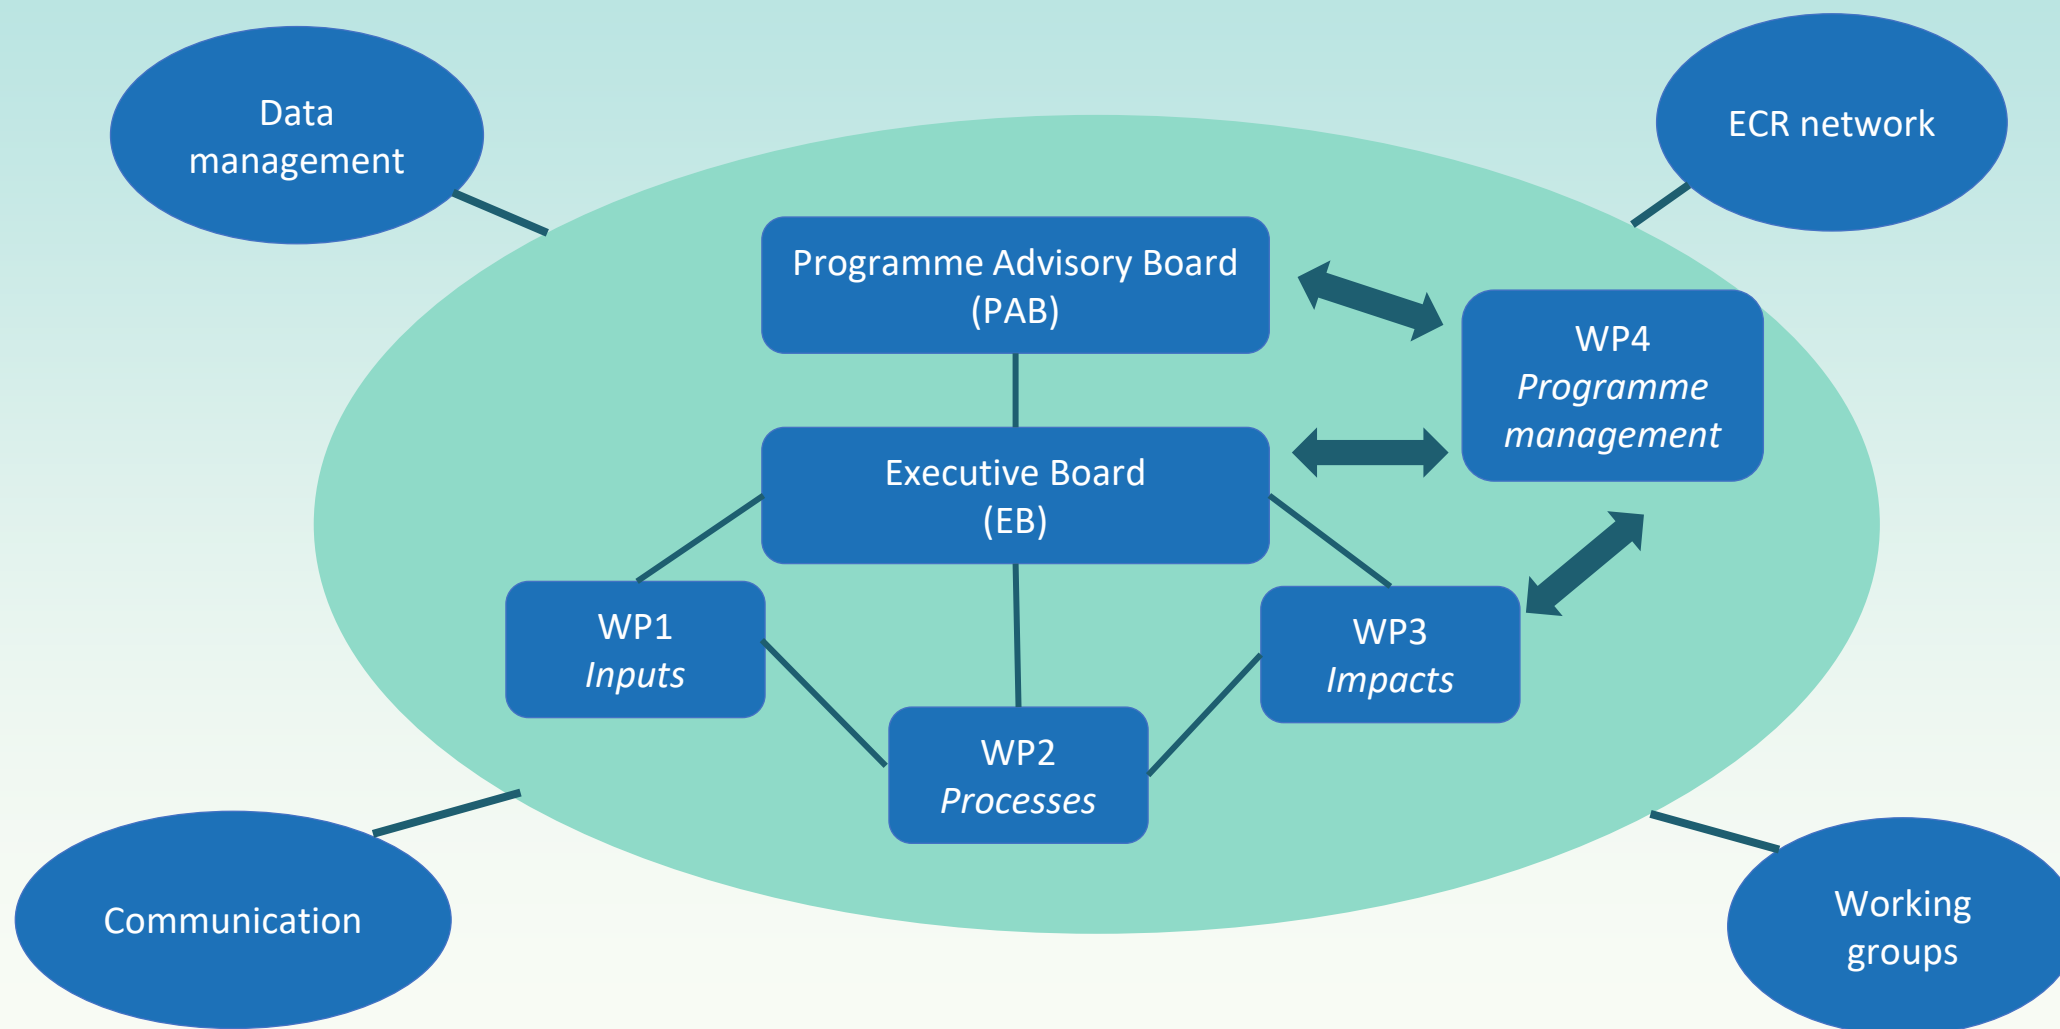 Data
management
ECR network
Programme Advisory Board
(PAB)
WP4
Programme
management
Executive Board
(EB)
WP1
Inputs
WP3
Impacts
WP2
Processes
Communication
Working
groups